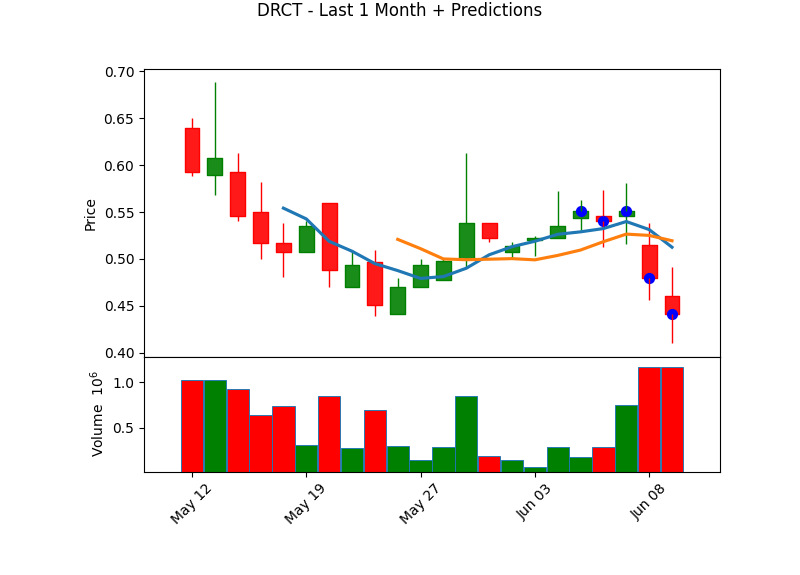 DRCT - Last 1 Month + Predictions
0.70
0.65
0.60
0.55
0.50
0.45
0.40
Price
1.0
0.5
Volume 10^6
May 12
May 19
May 27
Jun 03
Jun 08